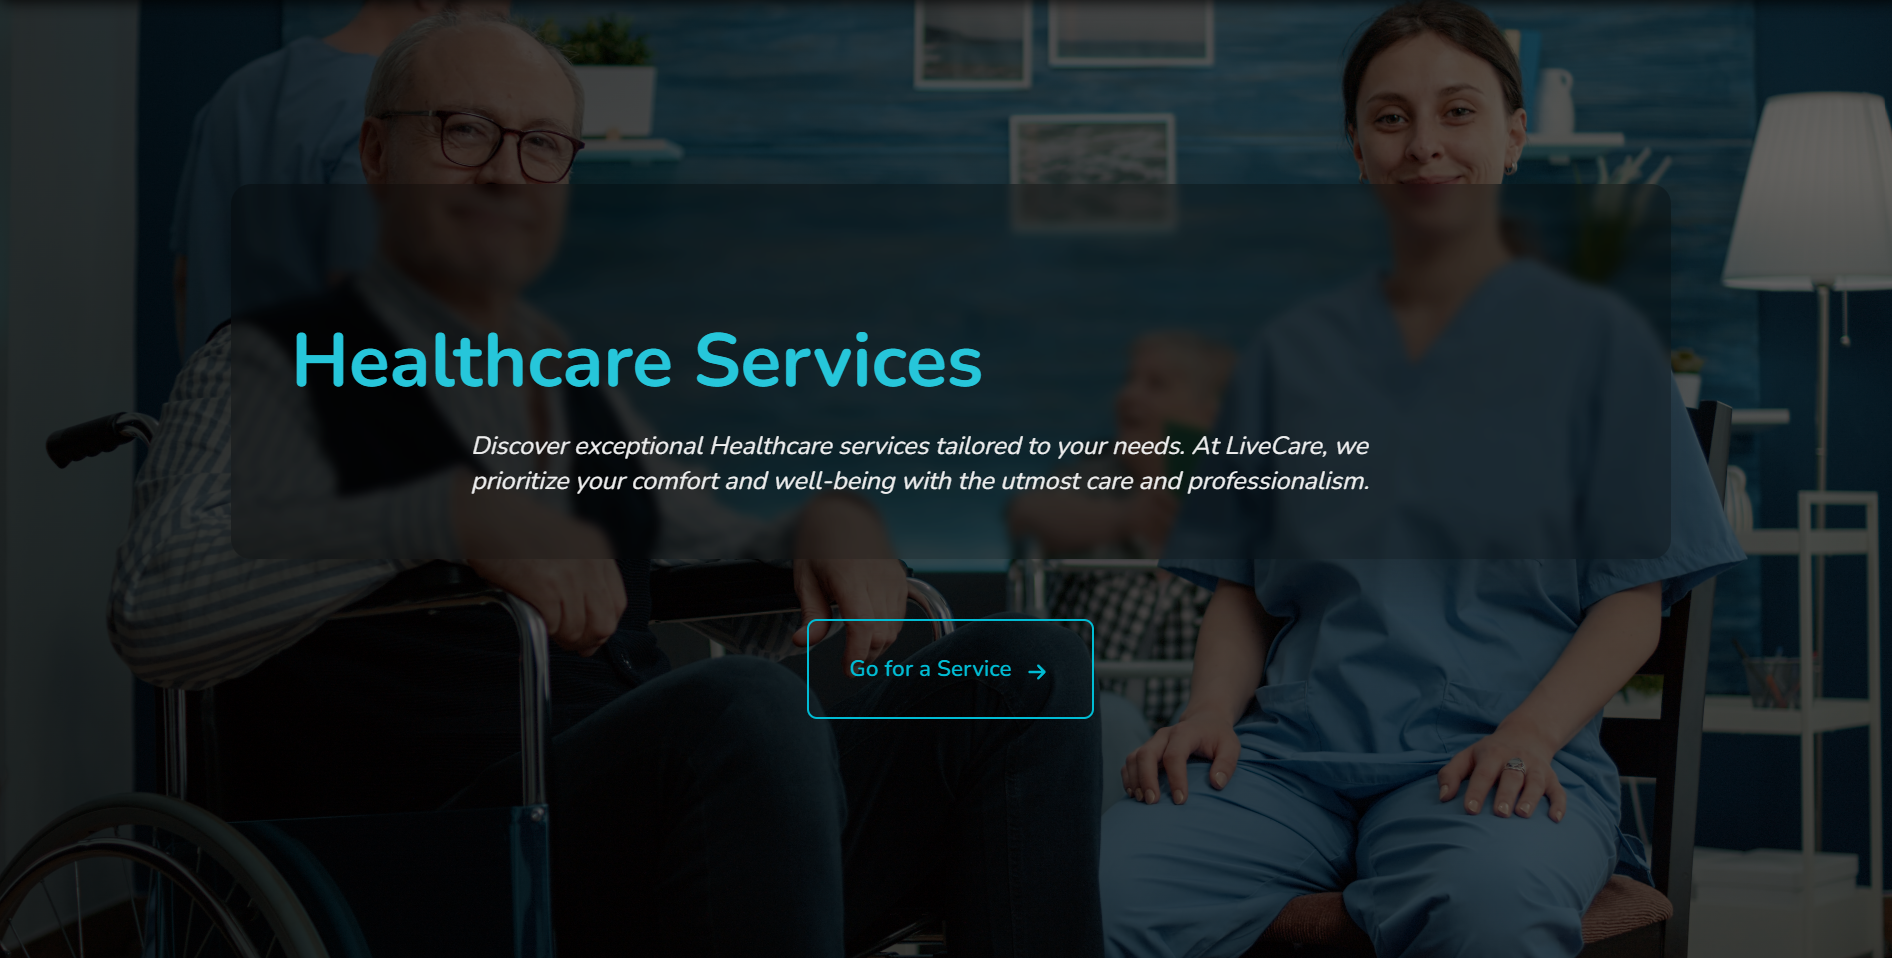 Healthcare Services
Discover exceptional Healthcare services tailored to your needs. At LiveCare, we
prioritize your comfort and well-being with the utmost care and professionalism.
Go for a Service →